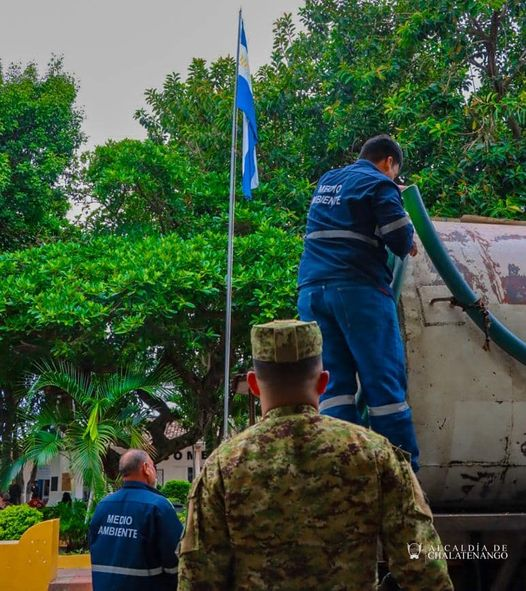 MEDIO
AMBIENTE
MEDIO
AMBIENTE
ALCALDÍA DE
CHALATENANGO